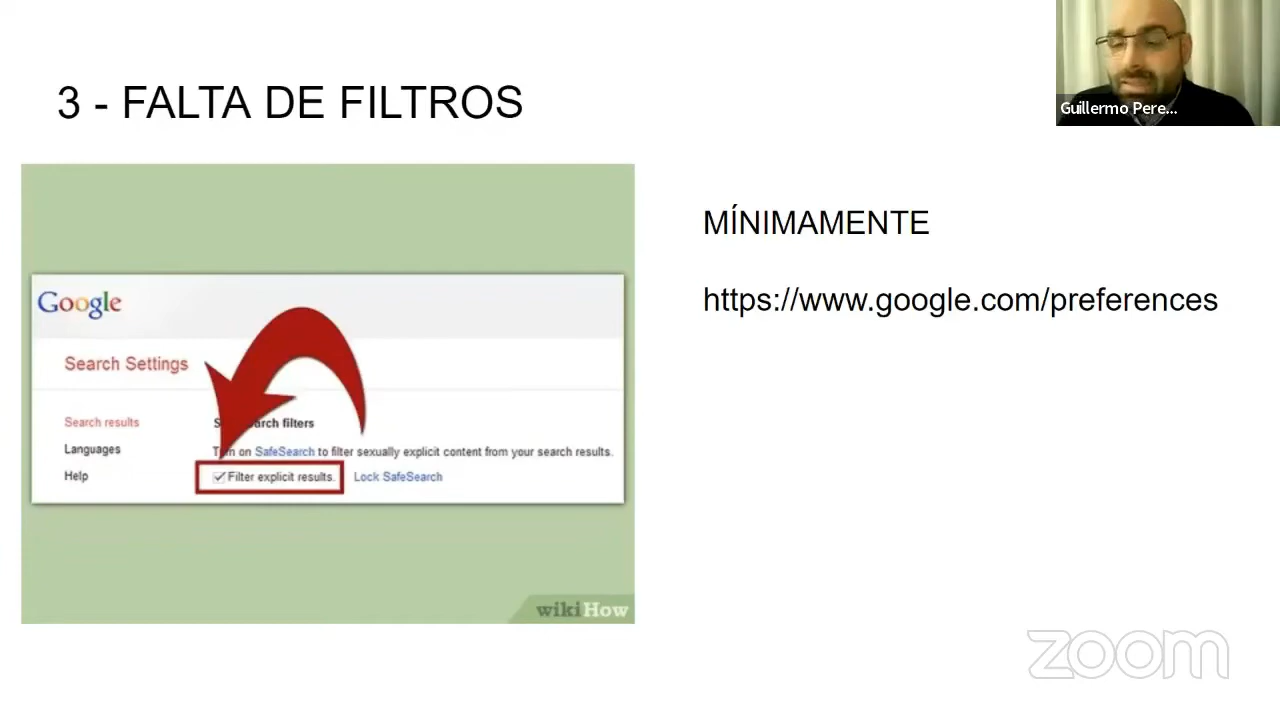 3 - FALTA DE FILTROS
Guillermo Pere...
MÍNIMAMENTE
https://www.google.com/preferences
Google
Search Settings
Search results
Languages
Help
search filters
on SafeSearch to filter sexually explicit content from your search results.
Filter explicit results. Lock SafeSearch
wikiHow
zoom